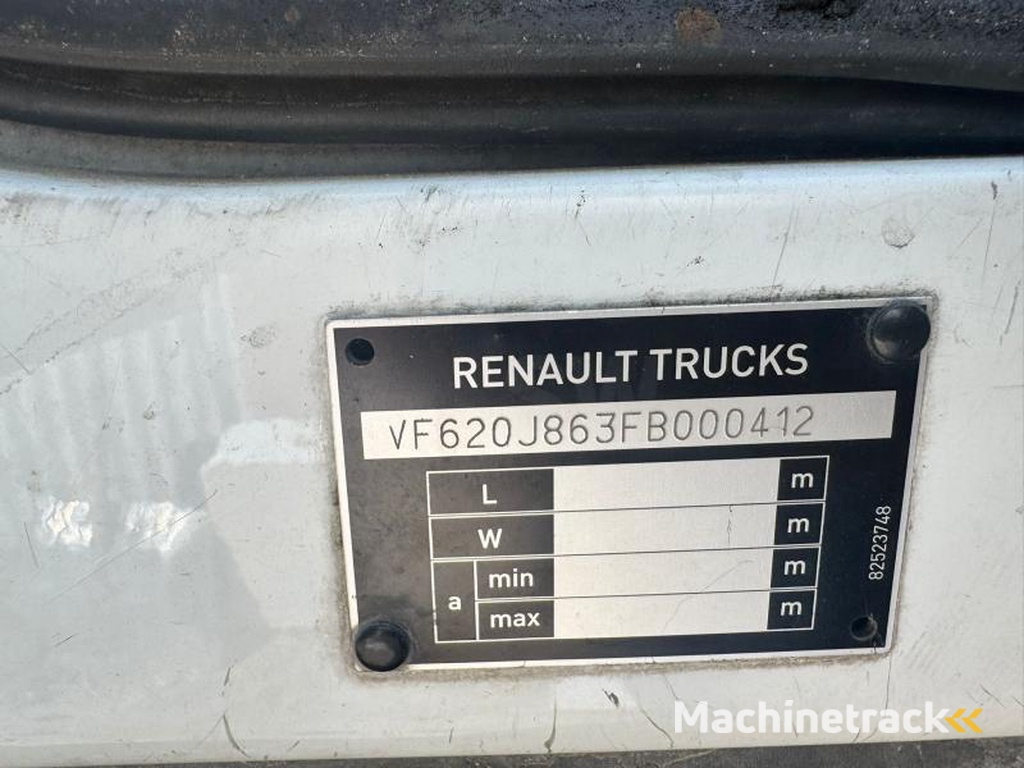 RENAULT TRUCKS
VF620J863FB000412
L m
W m
a min m
max m
82523748
Machinetrack